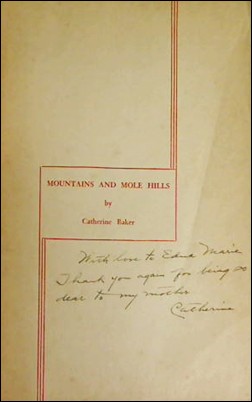 MOUNTAINS AND MOLE HILLS
by
Catherine Baker
With love to Edna Marie
Thank you again for being so
dear to my mother
Catherine